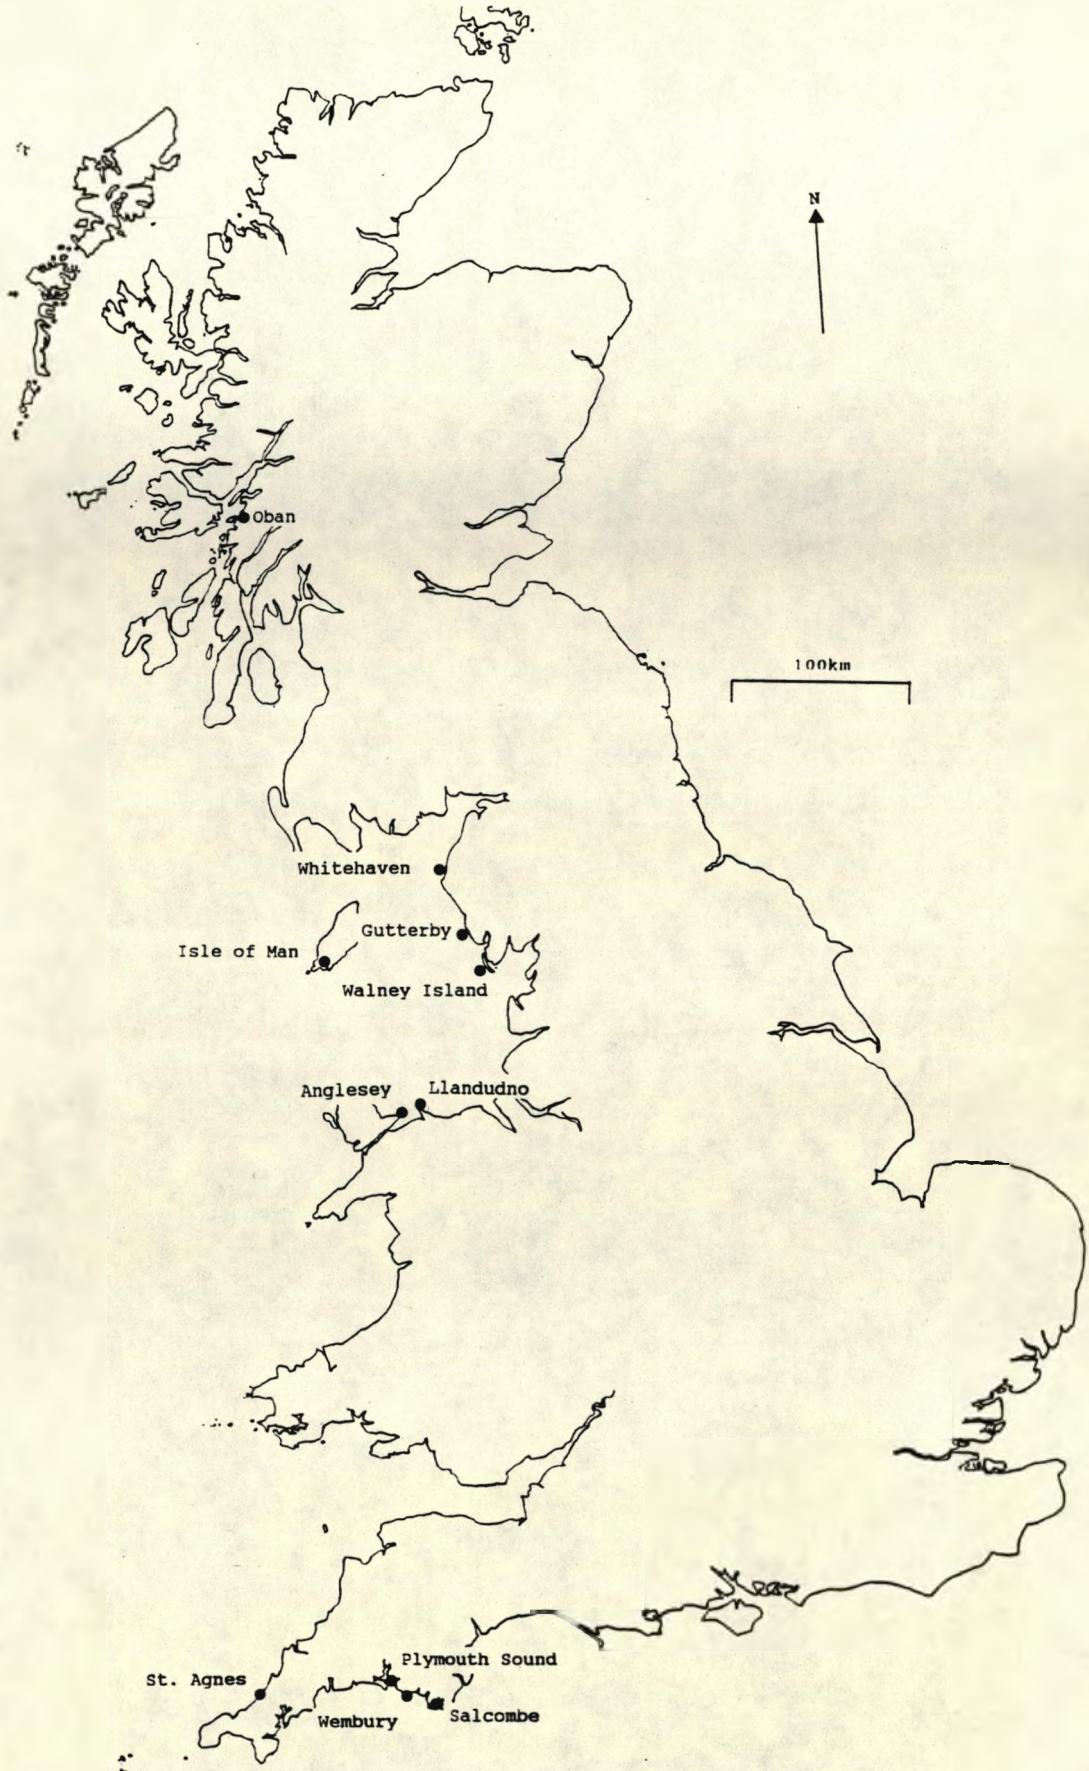 N
Oban
100km
Whitehaven
Gutterby
Isle of Man
Walney Island
Anglesey
Llandudno
Plymouth Sound
St. Agnes
Wembury
Salcombe